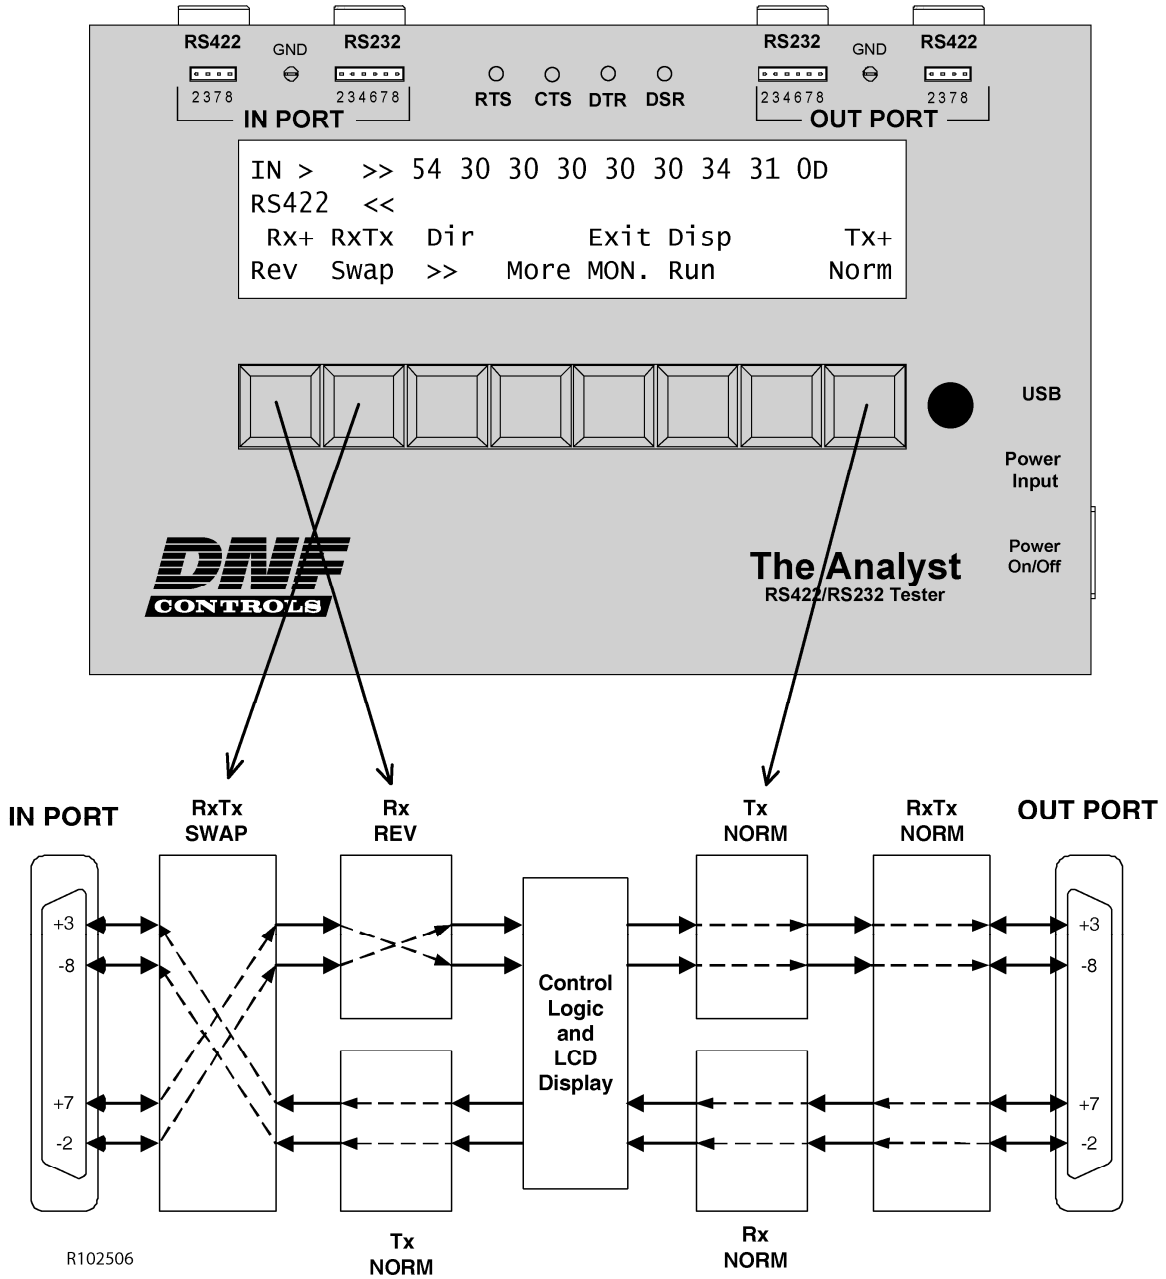 RS422 GND RS232 RS232 GND RS422
2378 234678 RTS CTS DTR DSR 234678 2378
IN PORT OUT PORT
IN > >> 54 30 30 30 30 30 34 31 0D
RS422 <<
Rx+ RxTx Dir Exit Disp Tx+
Rev Swap >> More MON. Run Norm
USB
Power
Input
Power
On/Off
DNF
CONTROLS
The Analyst
RS422/RS232 Tester
IN PORT
RxTx
SWAP
Rx
REV
Tx
NORM
RxTx
NORM
OUT PORT
+3
-8
+7
-2
Control
Logic
and
LCD
Display
+3
-8
+7
-2
Tx
NORM
Rx
NORM
R102506